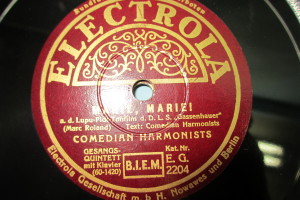 ELECTROLA
MARIE, MARIE!
a. d. Lupu-Pick-Tonfilm d. D. L. S. „Gassenhauer"
(Marc Roland) Text: Comedian Harmonists
COMEDIAN HARMONISTS
GESANGS-
QUINTETT
mit Klavier
(60-1420)
B.I.E.M.
Kat. Nr.
E. G.
2204
Electrola Gesellschaft m b H. Nowawes und Berlin